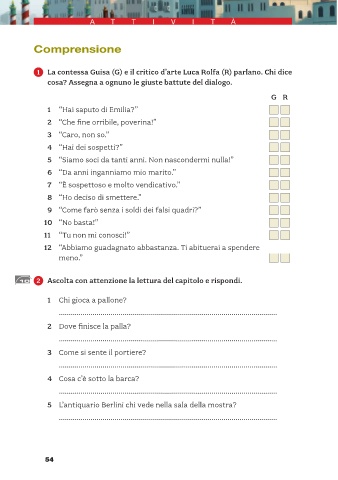 A T T I V I T À
Comprensione
1 La contessa Guisa (G) e il critico d'arte Luca Rolfa (R) parlano. Chi dice
cosa? Assegna a ognuno le giuste battute del dialogo.
G R
1 "Hai saputo di Emilia?"
2 "Che fine orribile, poverina!"
3 "Caro, non so."
4 "Hai dei sospetti?"
5 "Siamo soci da tanti anni. Non nascondermi nulla!"
6 "Da anni inganniamo mio marito."
7 "È sospettoso e molto vendicativo."
8 "Ho deciso di smettere."
9 "Come farò senza i soldi dei falsi quadri?"
10 "No basta!"
11 "Tu non mi conosci!"
12 "Abbiamo guadagnato abbastanza. Ti abituerai a spendere
meno."
2 Ascolta con attenzione la lettura del capitolo e rispondi.
1 Chi gioca a pallone?
2 Dove finisce la palla?
3 Come si sente il portiere?
4 Cosa c'è sotto la barca?
5 L'antiquario Berlini chi vede nella sala della mostra?
54